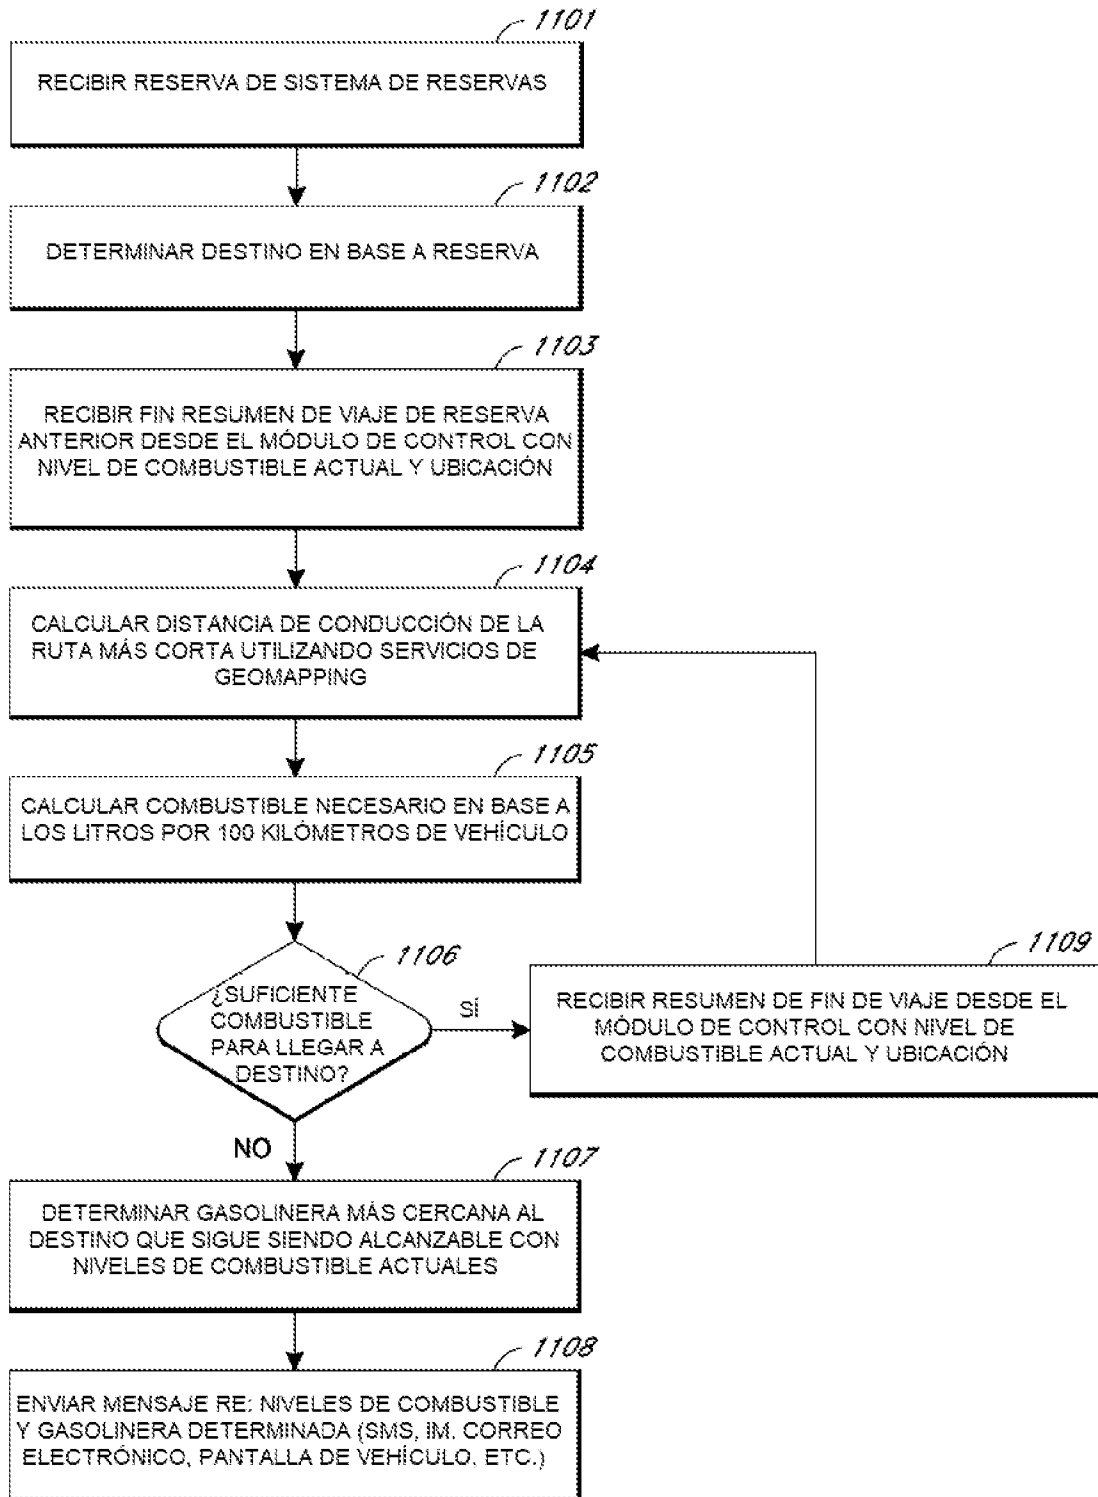 1101
RECIBIR RESERVA DE SISTEMA DE RESERVAS
1102
DETERMINAR DESTINO EN BASE A RESERVA
1103
RECIBIR FIN RESUMEN DE VIAJE DE RESERVA
ANTERIOR DESDE EL MÓDULO DE CONTROL CON
NIVEL DE COMBUSTIBLE ACTUAL Y UBICACIÓN
1104
CALCULAR DISTANCIA DE CONDUCCIÓN DE LA
RUTA MÁS CORTA UTILIZANDO SERVICIOS DE
GEOMAPPING
1105
CALCULAR COMBUSTIBLE NECESARIO EN BASE A
LOS LITROS POR 100 KILÓMETROS DE VEHÍCULO
1106
¿SUFICIENTE
COMBUSTIBLE
PARA LLEGAR A
DESTINO?
SÍ
1109
RECIBIR RESUMEN DE FIN DE VIAJE DESDE EL
MÓDULO DE CONTROL CON NIVEL DE
COMBUSTIBLE ACTUAL Y UBICACIÓN
NO
1107
DETERMINAR GASOLINERA MÁS CERCANA AL
DESTINO QUE SIGUE SIENDO ALCANZABLE CON
NIVELES DE COMBUSTIBLE ACTUALES
1108
ENVIAR MENSAJE RE: NIVELES DE COMBUSTIBLE
Y GASOLINERA DETERMINADA (SMS, IM. CORREO
ELECTRÓNICO, PANTALLA DE VEHÍCULO. ETC.)